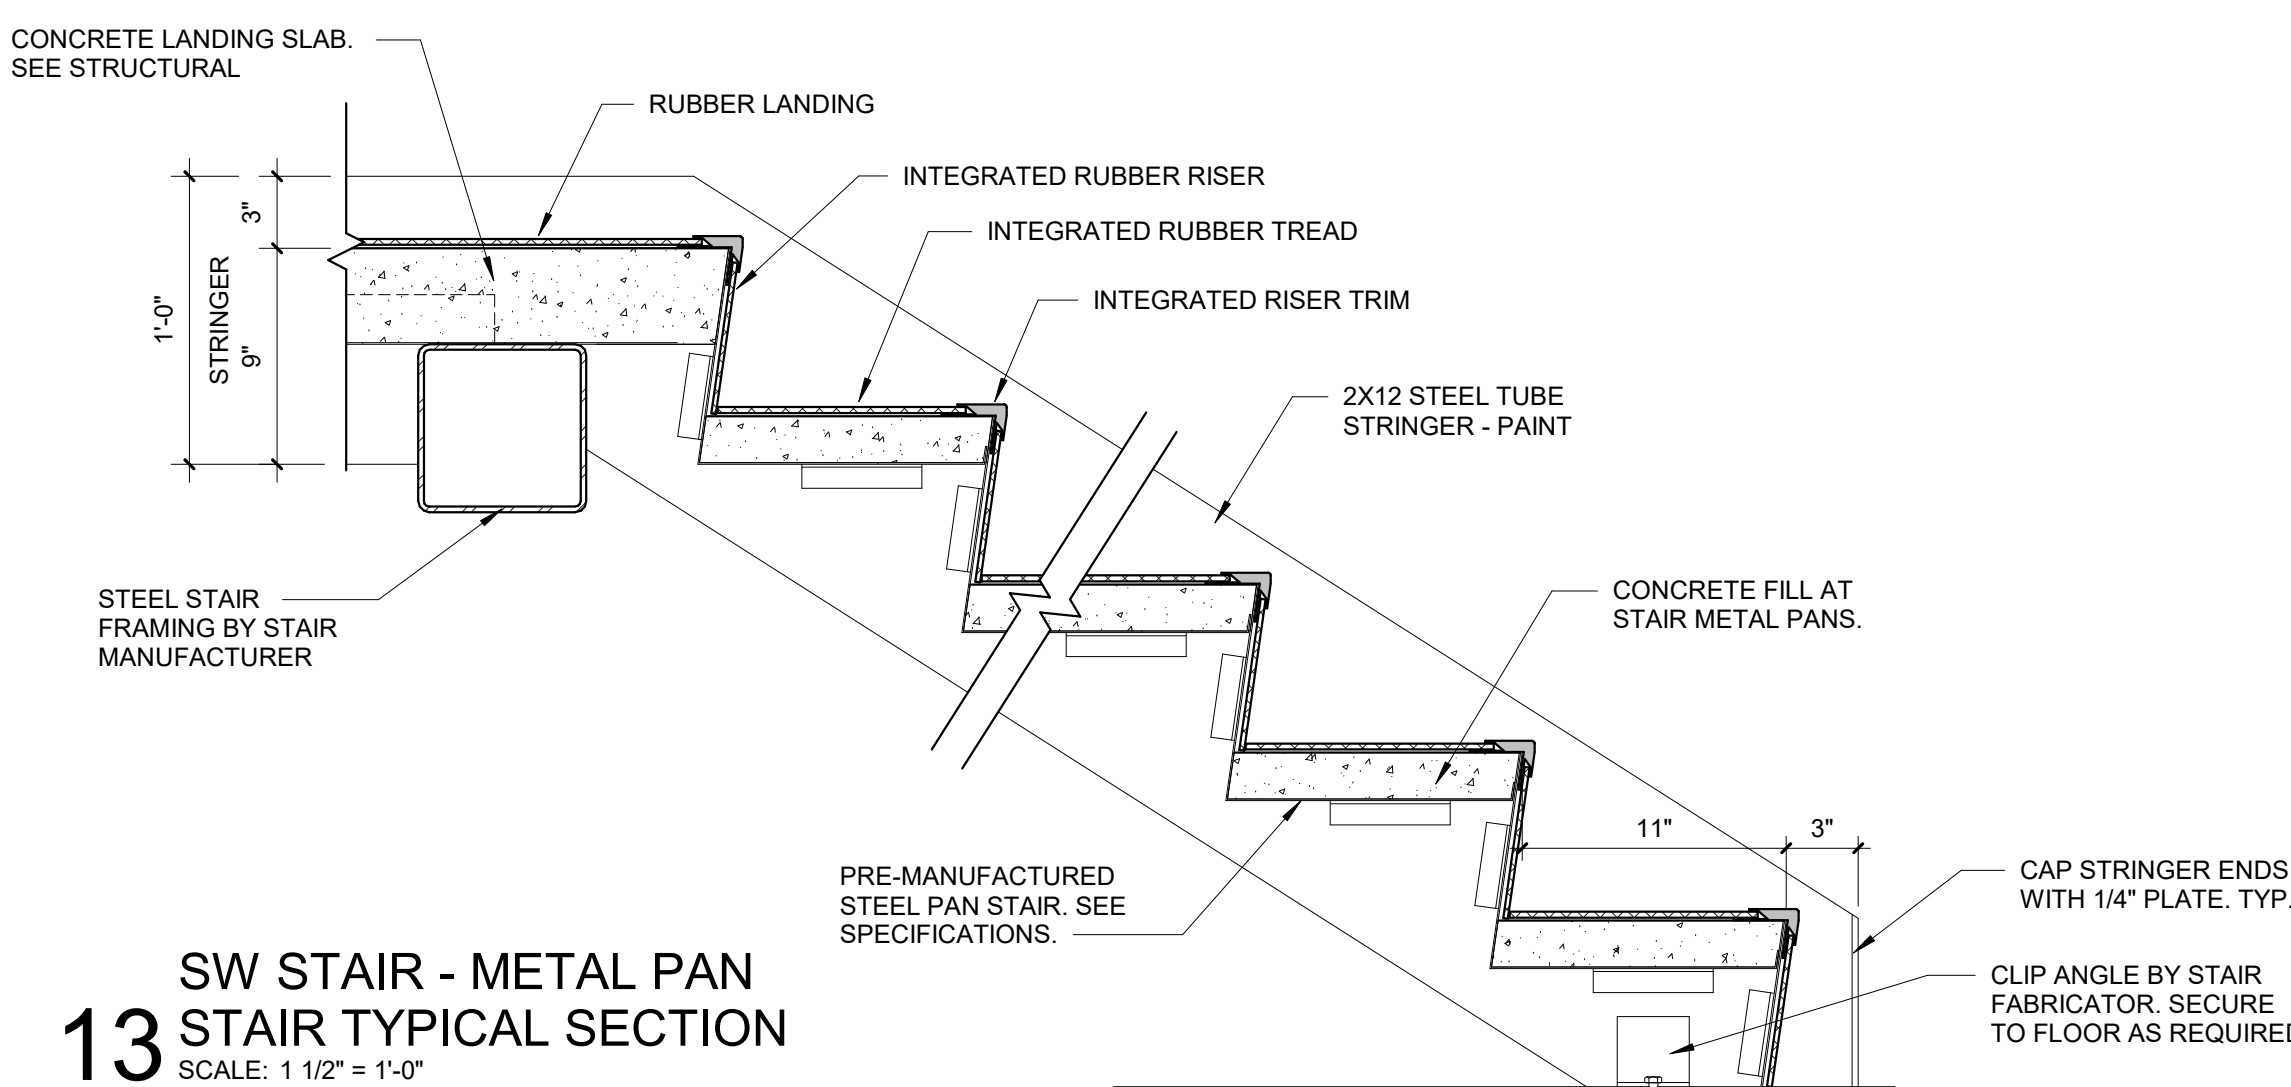 CONCRETE LANDING SLAB.
SEE STRUCTURAL
RUBBER LANDING
INTEGRATED RUBBER RISER
INTEGRATED RUBBER TREAD
INTEGRATED RISER TRIM
2X12 STEEL TUBE
STRINGER - PAINT
1'-0"
STRINGER
3"
9"
STEEL STAIR
FRAMING BY STAIR
MANUFACTURER
CONCRETE FILL AT
STAIR METAL PANS.
11"
3"
PRE-MANUFACTURED
STEEL PAN STAIR. SEE
SPECIFICATIONS.
CAP STRINGER ENDS
WITH 1/4" PLATE. TYP.
CLIP ANGLE BY STAIR
FABRICATOR. SECURE
TO FLOOR AS REQUIRED
13
SW STAIR - METAL PAN
STAIR TYPICAL SECTION
SCALE: 1 1/2" = 1'-0"